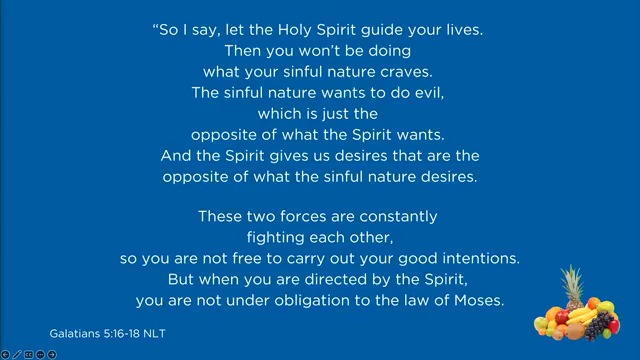 “So I say, let the Holy Spirit guide your lives.
Then you won’t be doing
what your sinful nature craves.
The sinful nature wants to do evil,
which is just the
opposite of what the Spirit wants.
And the Spirit gives us desires that are the
opposite of what the sinful nature desires.
These two forces are constantly
fighting each other,
so you are not free to carry out your good intentions.
But when you are directed by the Spirit,
you are not under obligation to the law of Moses.
Galatians 5:16-18 NLT